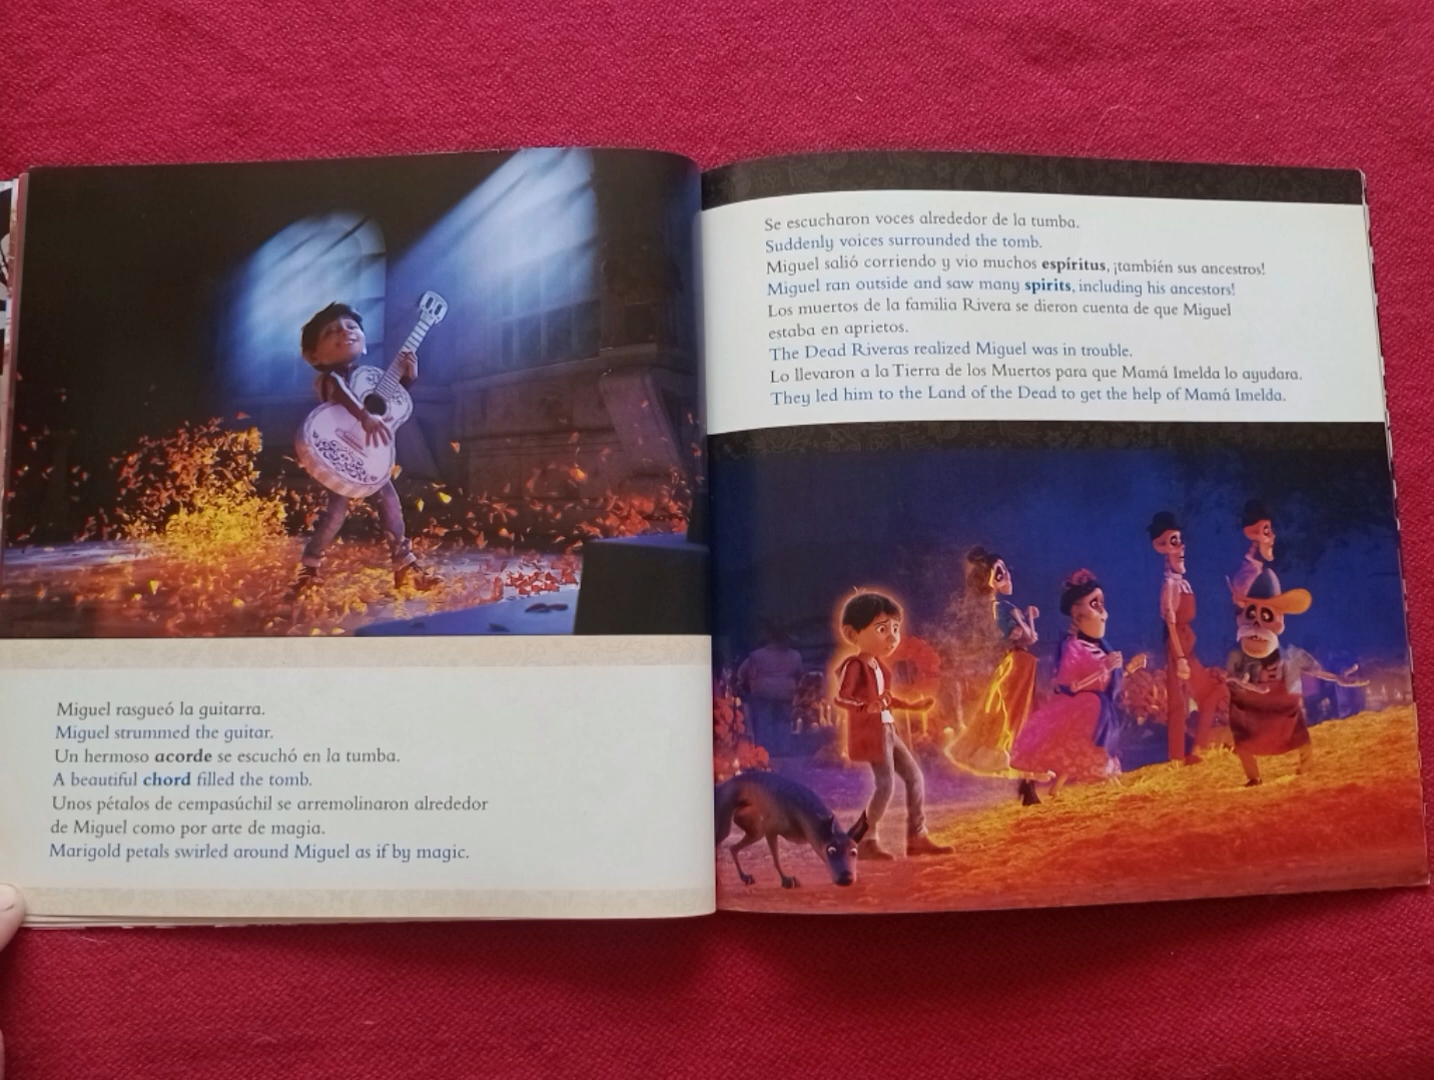 Miguel rasgueó la guitarra.
Miguel strummed the guitar.
Un hermoso acorde se escuchó en la tumba.
A beautiful chord filled the tomb.
Unos pétalos de cempasúchil se arremolinaron alrededor
de Miguel como por arte de magia.
Marigold petals swirled around Miguel as if by magic.
Se escucharon voces alrededor de la tumba.
Suddenly voices surrounded the tomb.
Miguel salió corriendo y vio muchos espíritus, ¡también sus ancestros!
Miguel ran outside and saw many spirits, including his ancestors!
Los muertos de la familia Rivera se dieron cuenta de que Miguel
estaba en aprietos.
The Dead Riveras realized Miguel was in trouble.
Lo llevaron a la Tierra de los Muertos para que Mamá Imelda lo ayudara.
They led him to the Land of the Dead to get the help of Mamá Imelda.